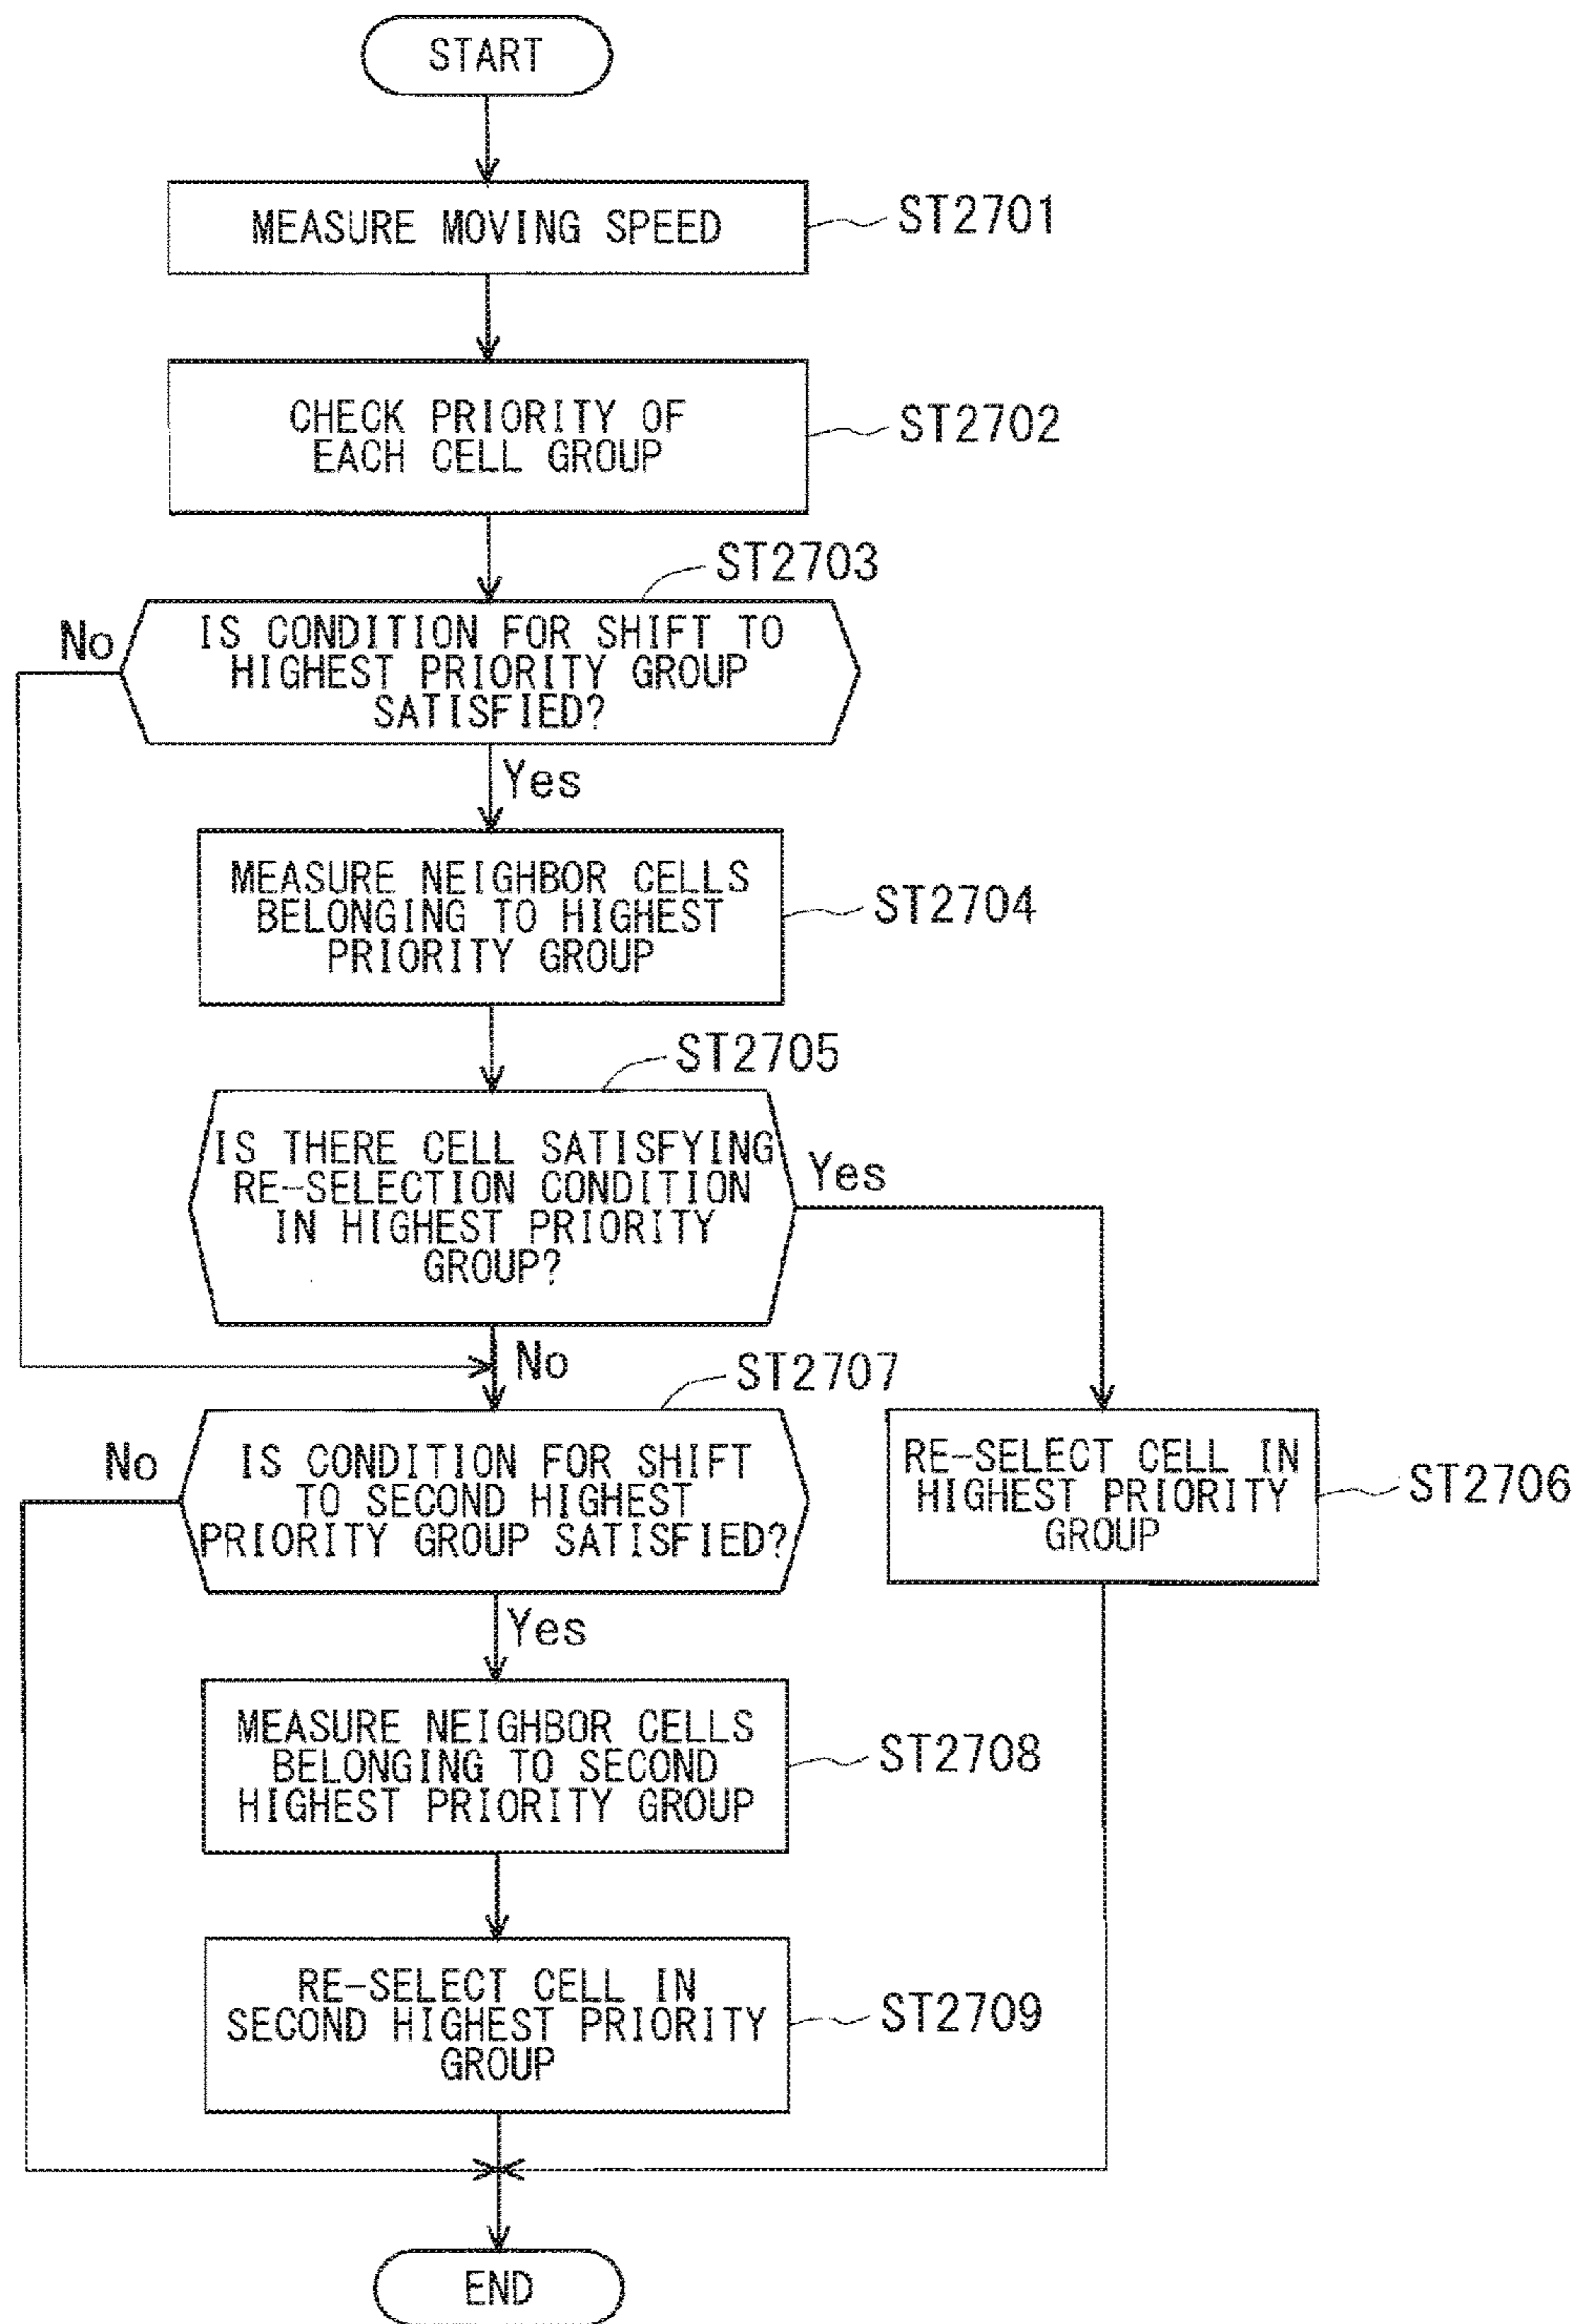 START
MEASURE MOVING SPEED
ST2701
CHECK PRIORITY OF
EACH CELL GROUP
ST2702
ST2703
No
IS CONDITION FOR SHIFT TO
HIGHEST PRIORITY GROUP
SATISFIED?
Yes
MEASURE NEIGHBOR CELLS
BELONGING TO HIGHEST
PRIORITY GROUP
ST2704
ST2705
IS THERE CELL SATISFYING
RE-SELECTION CONDITION
IN HIGHEST PRIORITY
GROUP?
Yes
No
ST2707
No
IS CONDITION FOR SHIFT
TO SECOND HIGHEST
PRIORITY GROUP SATISFIED?
RE-SELECT CELL IN
HIGHEST PRIORITY
GROUP
ST2706
Yes
MEASURE NEIGHBOR CELLS
BELONGING TO SECOND
HIGHEST PRIORITY GROUP
ST2708
RE-SELECT CELL IN
SECOND HIGHEST PRIORITY
GROUP
ST2709
END